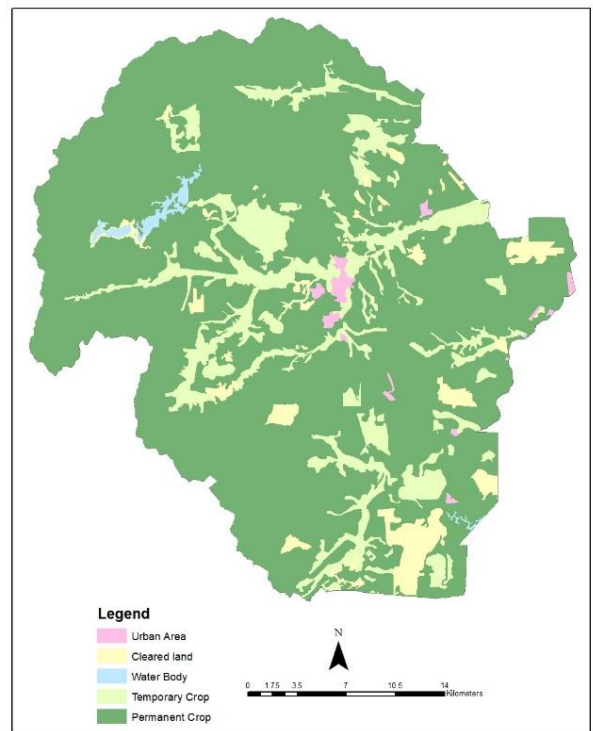 Legend
Urban Area
Cleared land
Water Body
Temporary Crop
Permanent Crop
N
0 1.75 3.5 7 10.5 14
Kilometers